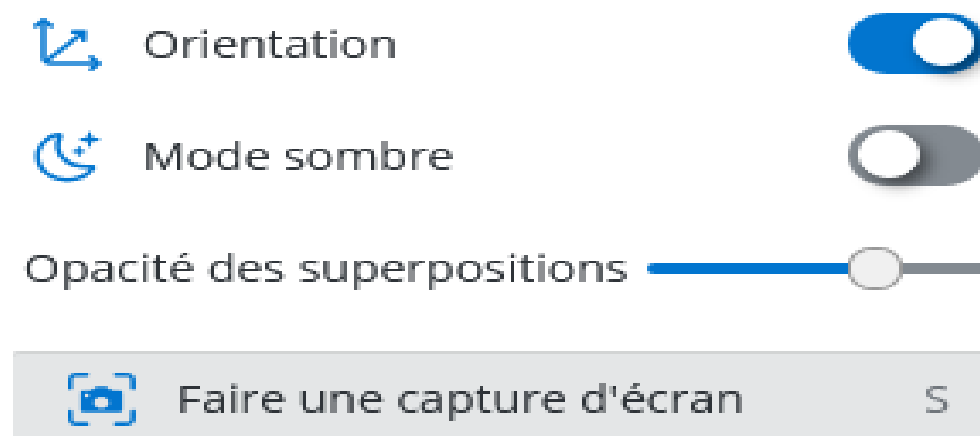 Orientation
Mode sombre
Opacité des superpositions
Faire une capture d'écran S